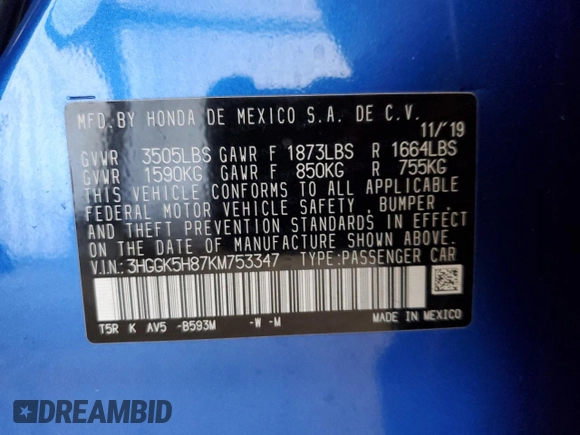 MFD.BY HONDA DE MEXICO S.A. DE C.V.
11/'19
GVWR 3505LBS GAWR F 1873LBS R 1664LBS
GVWR 1590KG GAWR F 850KG R 755KG
THIS VEHICLE CONFORMS TO ALL APPLICABLE
FEDERAL MOTOR VEHICLE SAFETY, BUMPER,
AND THEFT PREVENTION STANDARDS IN EFFECT
ON THE DATE OF MANUFACTURE SHOWN ABOVE.
V.I.N.: 3HGGK5H87KM753347 TYPE:PASSENGER CAR
T5R K AV5 -B593M -W -M
MADE IN MEXICO
DREAMBID